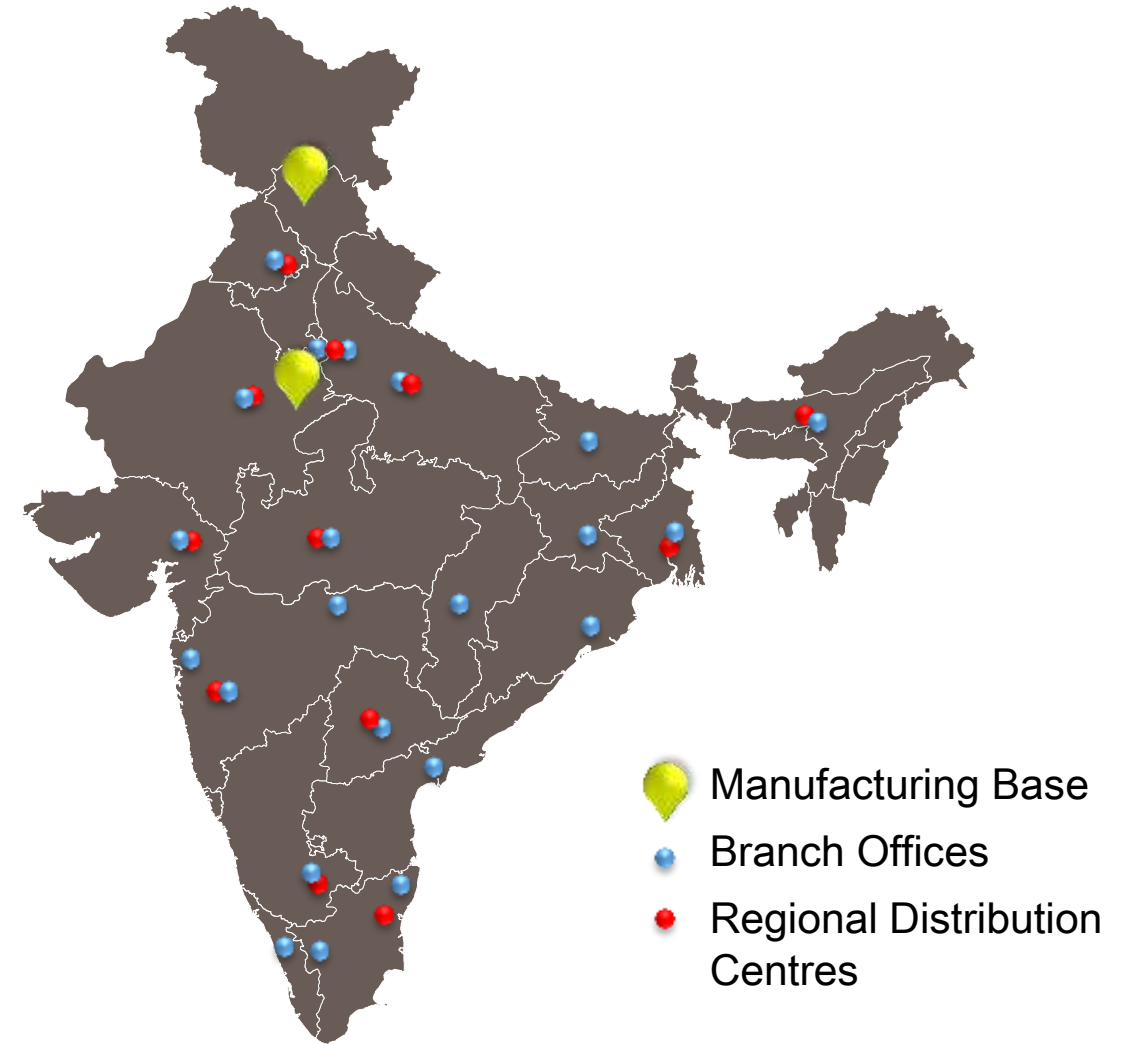 Manufacturing Base
Branch Offices
Regional Distribution
Centres